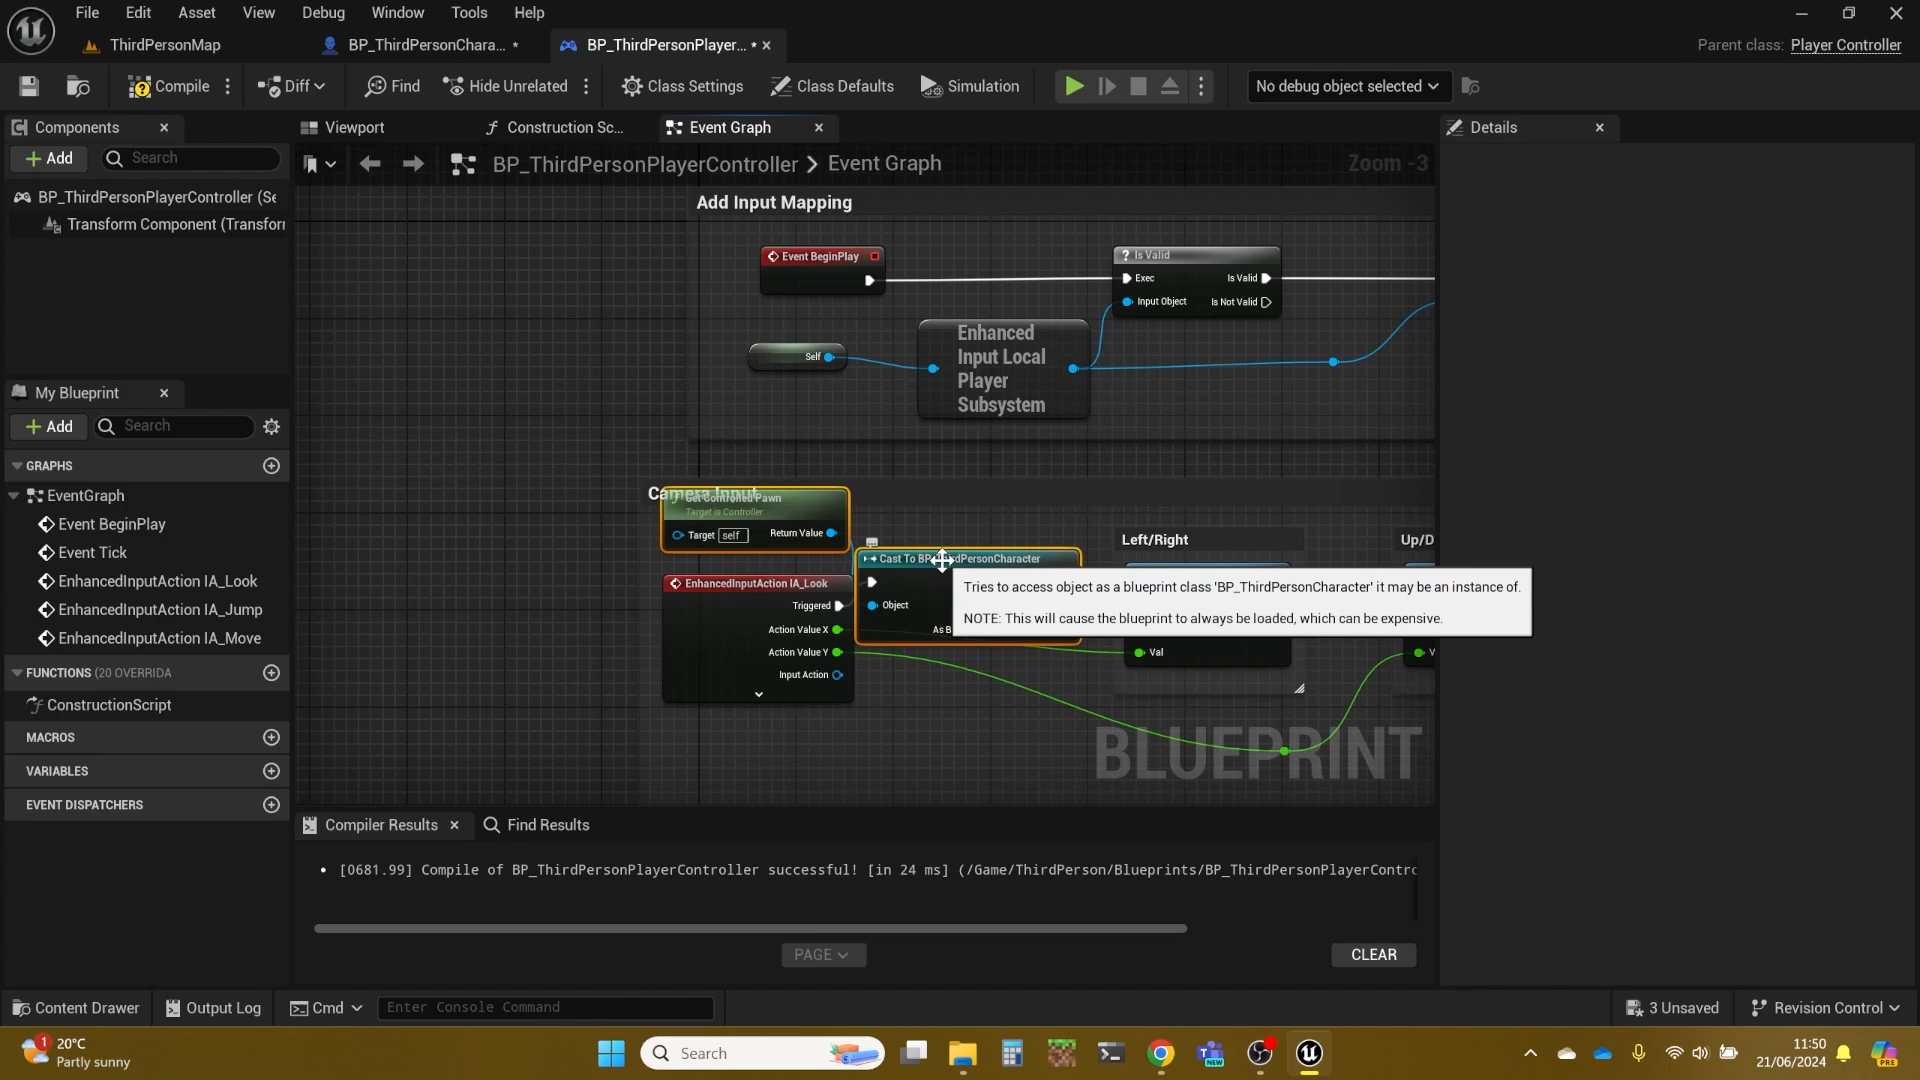 File Edit Asset View Debug Window Tools Help
ThirdPersonMap
BP_ThirdPersonChara... *
BP_ThirdPersonPlayer... *
Parent class: Player Controller
Compile
Diff
Find
Hide Unrelated
Class Settings
Class Defaults
Simulation
No debug object selected
Components
Viewport
Construction Sc...
Event Graph
Details
Add
Search
BP_ThirdPersonPlayerController > Event Graph
Zoom -3
BP_ThirdPersonPlayerController (Se
Transform Component (Transfor
Add Input Mapping
Event BeginPlay
Is Valid
Exec
Is Valid
Input Object
Is Not Valid
Self
Enhanced
Input Local
Player
Subsystem
My Blueprint
Add
Search
GRAPHS
EventGraph
Event BeginPlay
Event Tick
EnhancedInputAction IA_Look
EnhancedInputAction IA_Jump
EnhancedInputAction IA_Move
FUNCTIONS (20 OVERRIDA
ConstructionScript
MACROS
VARIABLES
EVENT DISPATCHERS
Camera Input
Get Controlled Pawn
Target is Controller
Target self
Return Value
Left/Right
Up/D
EnhancedInputAction IA_Look
Triggered
Action Value X
Action Value Y
Input Action
Object
As B
Tries to access object as a blueprint class 'BP_ThirdPersonCharacter' it may be an instance of.
NOTE: This will cause the blueprint to always be loaded, which can be expensive.
Val
V
BLUEPRINT
Compiler Results
Find Results
[0681.99] Compile of BP_ThirdPersonPlayerController successful! [in 24 ms] (/Game/ThirdPerson/Blueprints/BP_ThirdPersonPlayerContro
PAGE
CLEAR
Content Drawer
Output Log
Cmd
Enter Console Command
3 Unsaved
Revision Control
1
20°C
Partly sunny
Search
NEW
11:50
21/06/2024
PRE